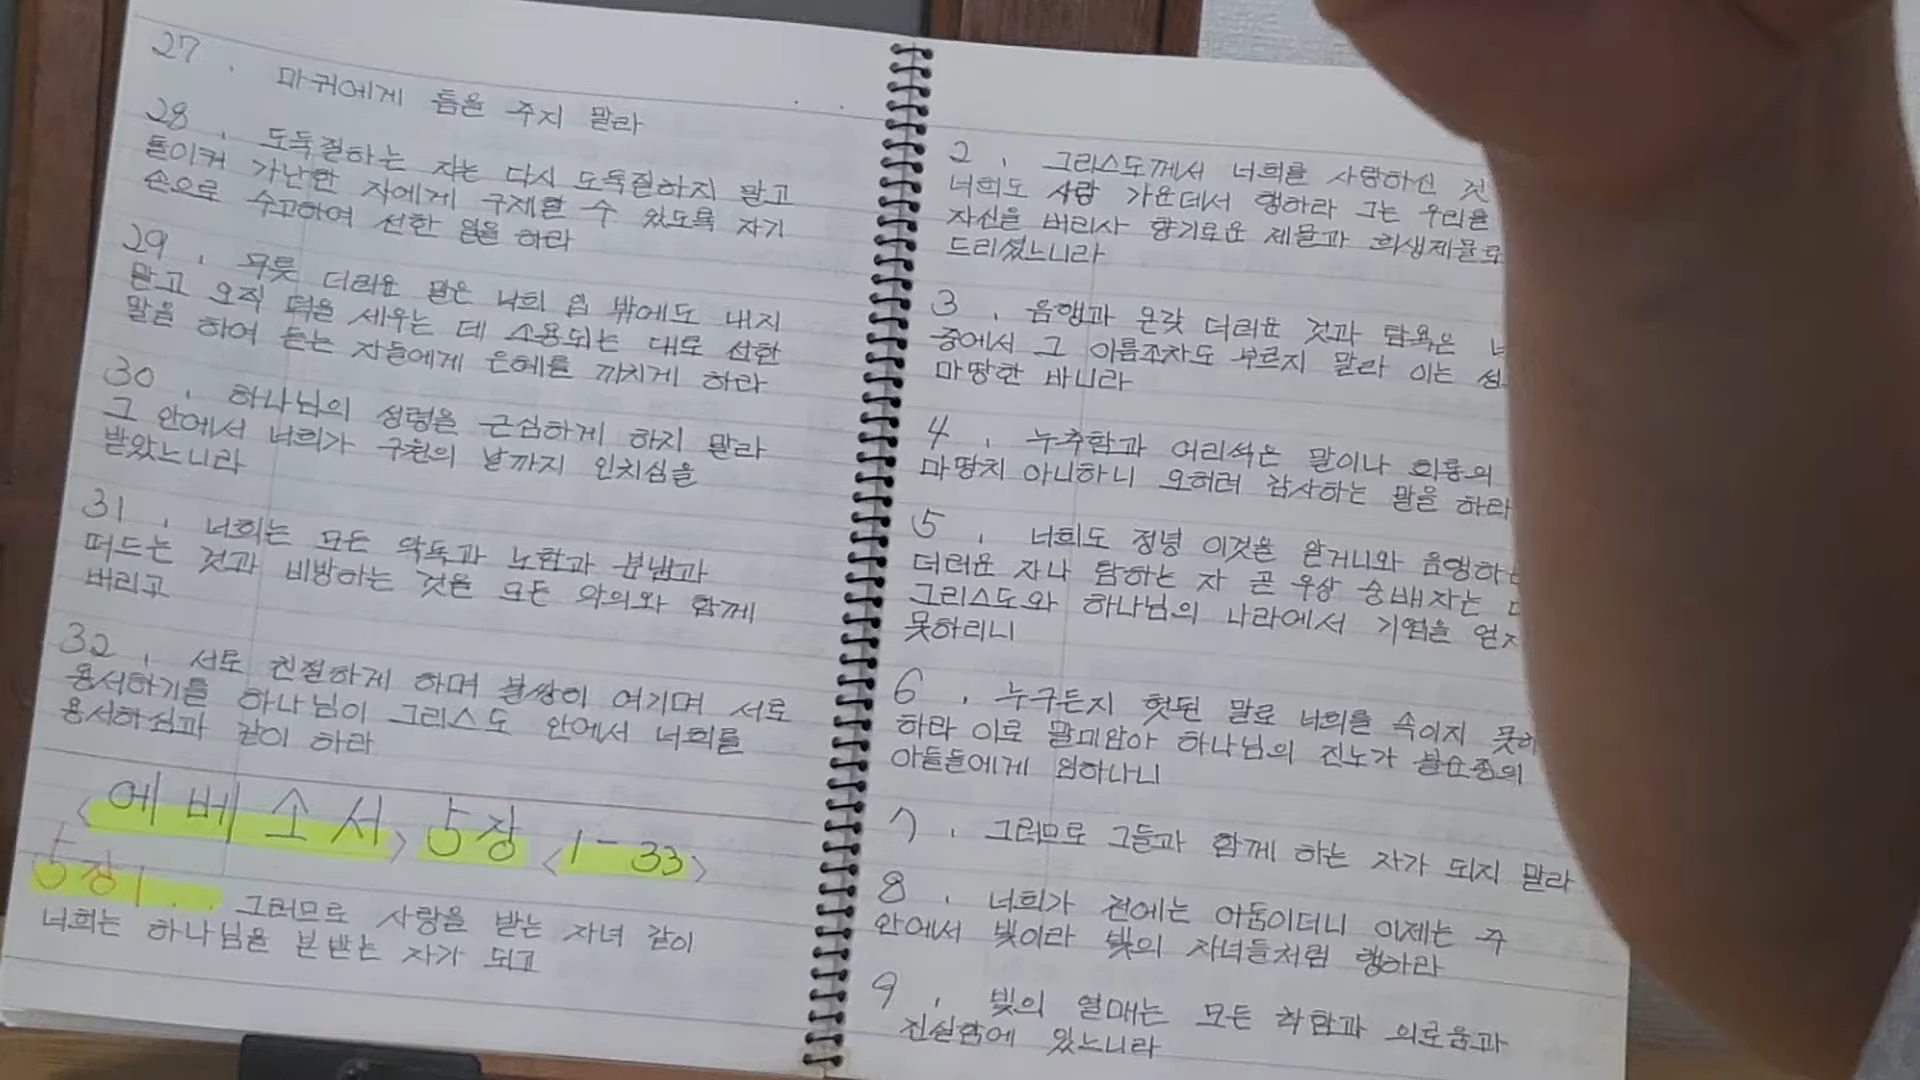 27. 마귀에게 틈을 주지 말라
28. 도둑질하는 자는 다시 도둑질하지 말고
돌이켜 가난한 자에게 구제할 수 있도록 자기
손으로 수고하여 선한 일을 하라
29. 무릇 더러운 말은 너희 입 밖에도 내지
말고 오직 덕을 세우는 데 소용되는 대로 선한
말을 하여 듣는 자들에게 은혜를 끼치게 하라
30. 하나님의 성령을 근심하게 하지 말라
그 안에서 너희가 구원의 날까지 인치심을
받았느니라
31. 너희는 모든 악독과 노함과 분냄과
떠드는 것과 비방하는 것을 모든 악의와 함께
버리고
32. 서로 친절하게 하며 불쌍히 여기며 서로
용서하기를 하나님이 그리스도 안에서 너희를
용서하심과 같이 하라
<에베소서> 5장 <1-33>
5장 1.. 그러므로 사랑을 받는 자녀 같이
너희는 하나님을 본받는 자가 되고
2. 그리스도께서 너희를 사랑하신 것
너희도 사랑 가운데서 행하라 그는 우리를
자신을 버리사 향기로운 제물과 희생제물로
드리셨느니라
3. 음행과 온갖 더러운 것과 탐욕은
중에서 그 이름조차도 부르지 말라 이는
마땅한 바니라
4. 누추함과 어리석은 말이나 희롱의
마땅치 아니하니 오히려 감사하는 말을 하라
5. 너희도 정녕 이것을 알거니와 음행하는
더러운 자나 탐하는 자 곧 우상 숭배자는
그리스도와 하나님의 나라에서 기업을 얻지
못하리니
6. 누구든지 헛된 말로 너희를 속이지 못하
하라 이로 말미암아 하나님의 진노가 불순종의
아들들에게 임하나니
7. 그러므로 그들과 함께 하는 자가 되지 말라
8. 너희가 전에는 어둠이더니 이제는 주
안에서 빛이라 빛의 자녀들처럼 행하라
9. 빛의 열매는 모든 착함과 의로움과
진실함에 있느니라